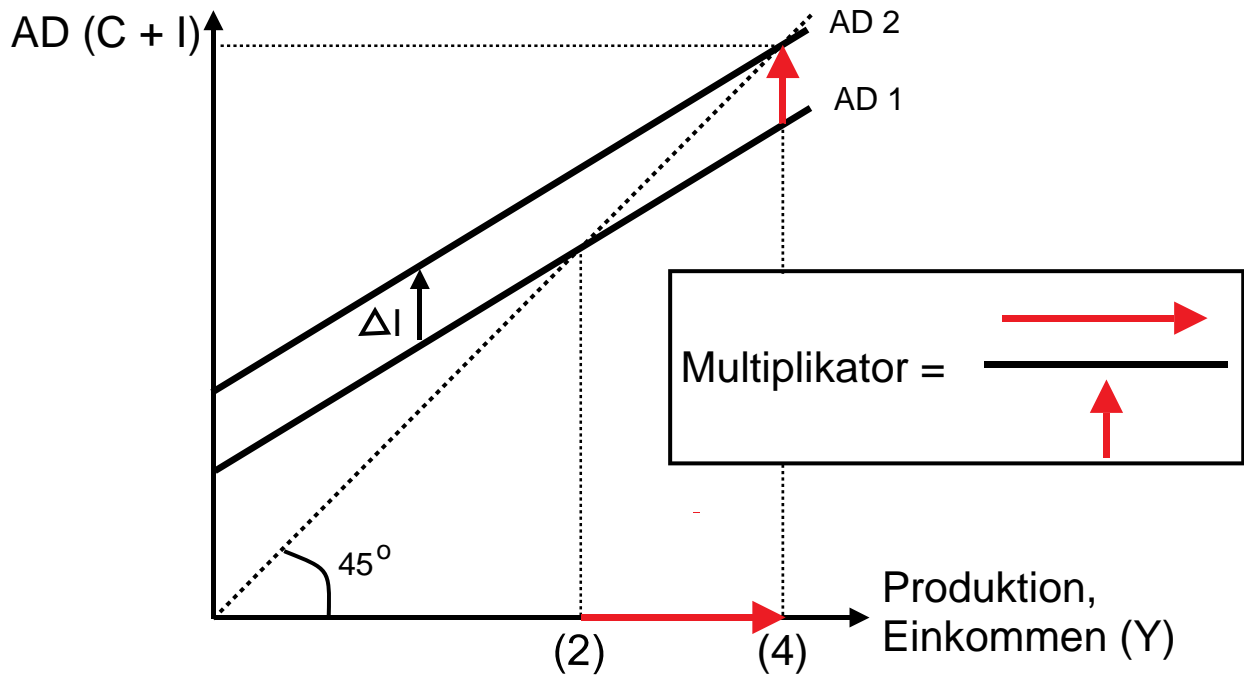 AD (C + I)
AD 2
AD 1
ΔI
Multiplikator =
45°
Produktion,
Einkommen (Y)
(2)
(4)